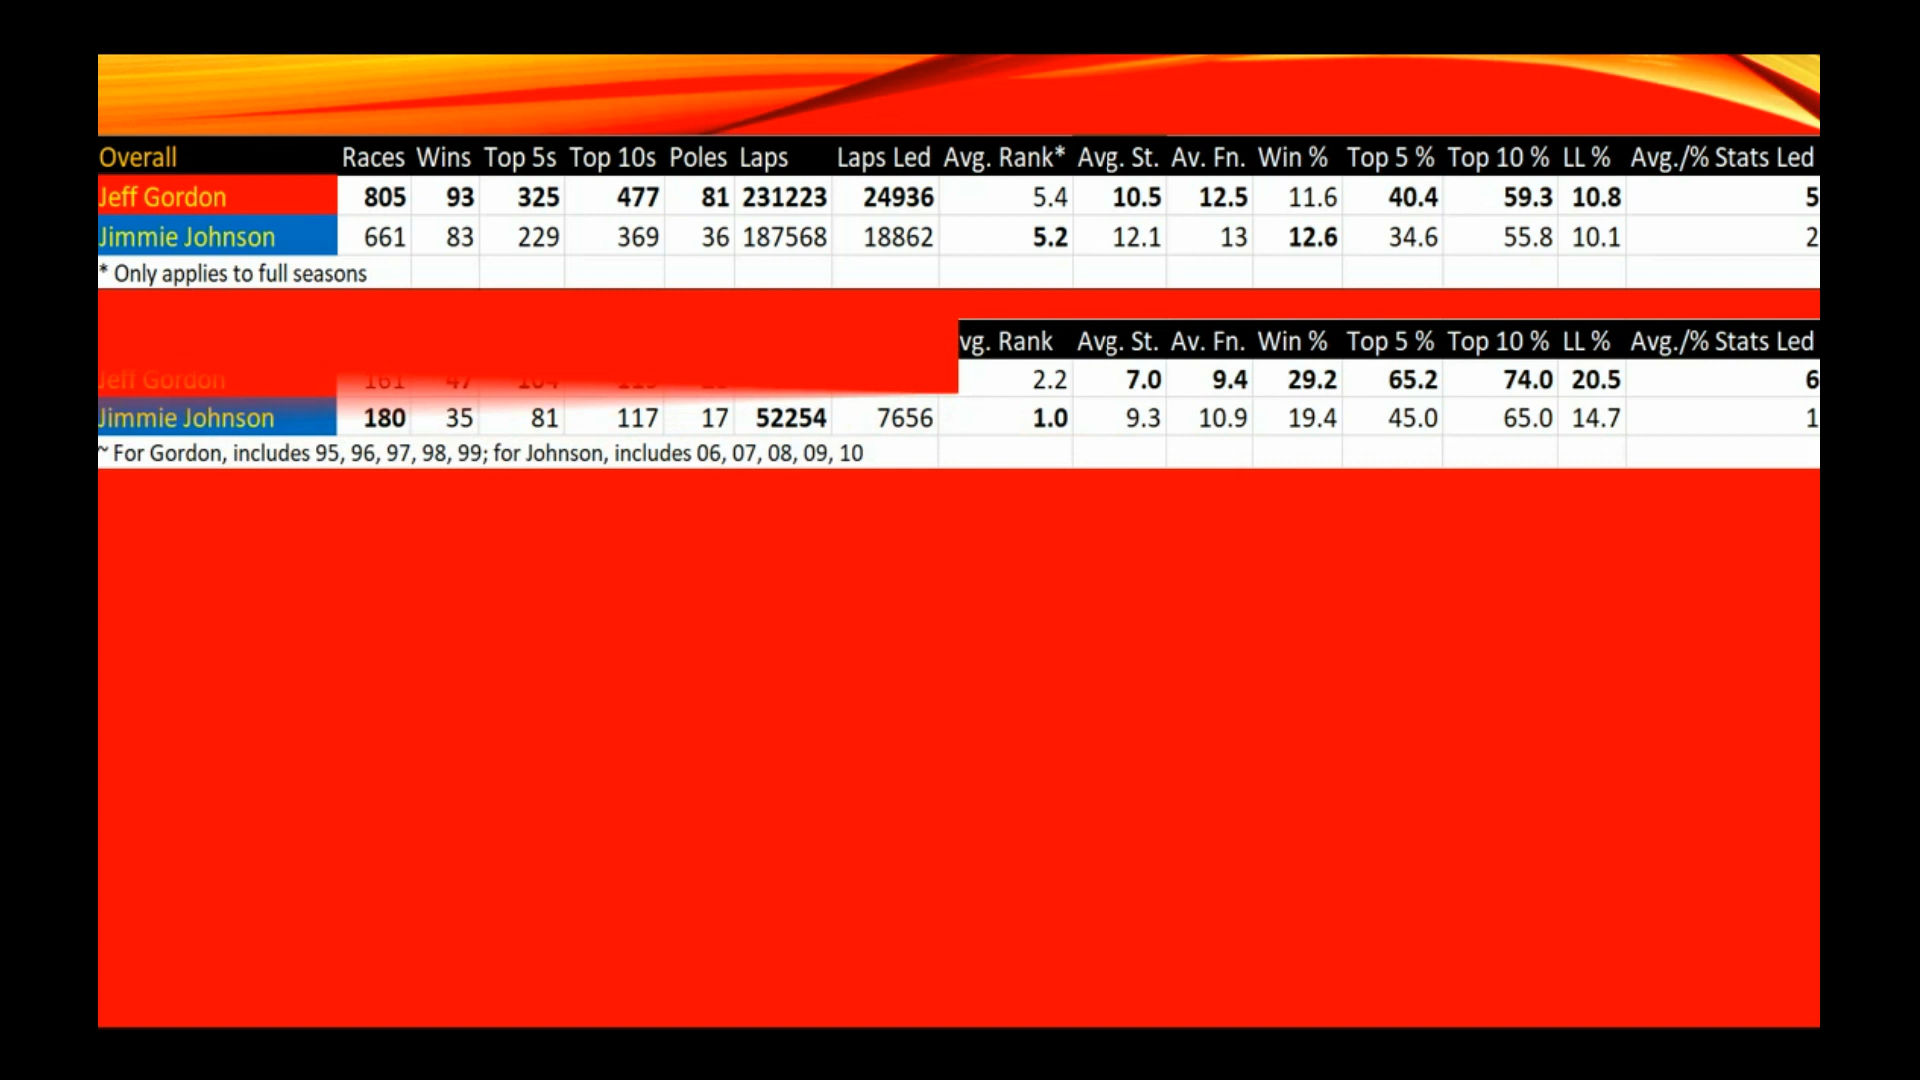 Overall Races Wins Top 5s Top 10s Poles Laps Laps Led Avg. Rank* Avg. St. Av. Fn. Win % Top 5 % Top 10 % LL % Avg./% Stats Led
Jeff Gordon 805 93 325 477 81 231223 24936 5.4 10.5 12.5 11.6 40.4 59.3 10.8 5
Jimmie Johnson 661 83 229 369 36 187568 18862 5.2 12.1 13 12.6 34.6 55.8 10.1 2
* Only applies to full seasons
vg. Rank Avg. St. Av. Fn. Win % Top 5 % Top 10 % LL % Avg./% Stats Led
Jeff Gordon 161 47 2.2 7.0 9.4 29.2 65.2 74.0 20.5 6
Jimmie Johnson 180 35 81 117 17 52254 7656 1.0 9.3 10.9 19.4 45.0 65.0 14.7 1
~ For Gordon, includes 95, 96, 97, 98, 99; for Johnson, includes 06, 07, 08, 09, 10